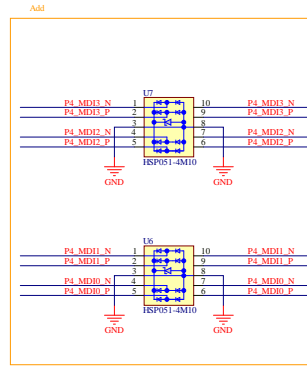 Add
U7
P4_MDI3_N 1 10 P4_MDI3_N
P4_MDI3_P 2 9 P4_MDI3_P
3 8
P4_MDI2_N 4 7 P4_MDI2_N
P4_MDI2_P 5 6 P4_MDI2_P
HSP051-4M10
GND GND
U6
P4_MDI1_N 1 10 P4_MDI1_N
P4_MDI1_P 2 9 P4_MDI1_P
3 8
P4_MDI0_N 4 7 P4_MDI0_N
P4_MDI0_P 5 6 P4_MDI0_P
HSP051-4M10
GND GND